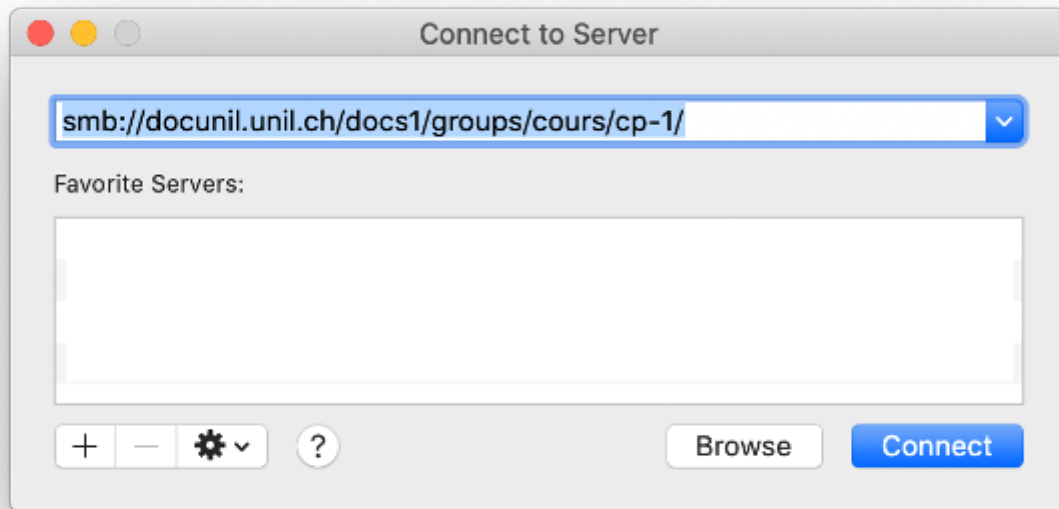 Connect to Server
smb://docunil.unil.ch/docs1/groups/cours/cp-1/
Favorite Servers:
+ − ? Browse Connect